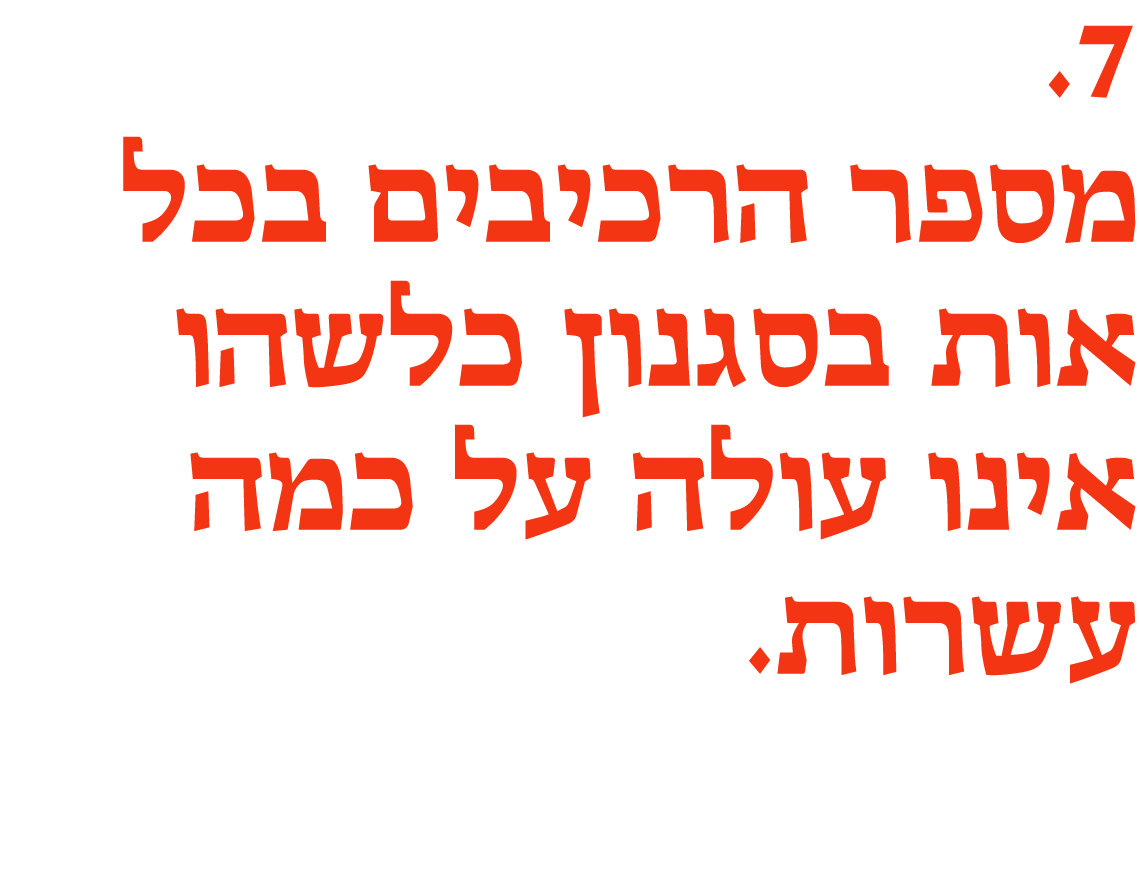 7.
מספר הרכיבים בכל
אות בסגנון כלשהו
אינו עולה על כמה
עשרות.